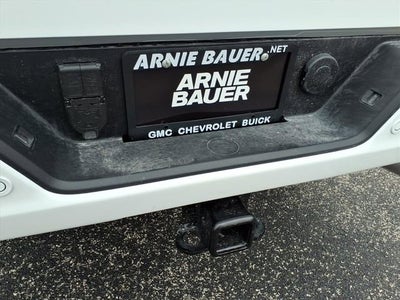 ARNIE BAUER.NET
ARNIE
BAUER
GMC CHEVROLET BUICK